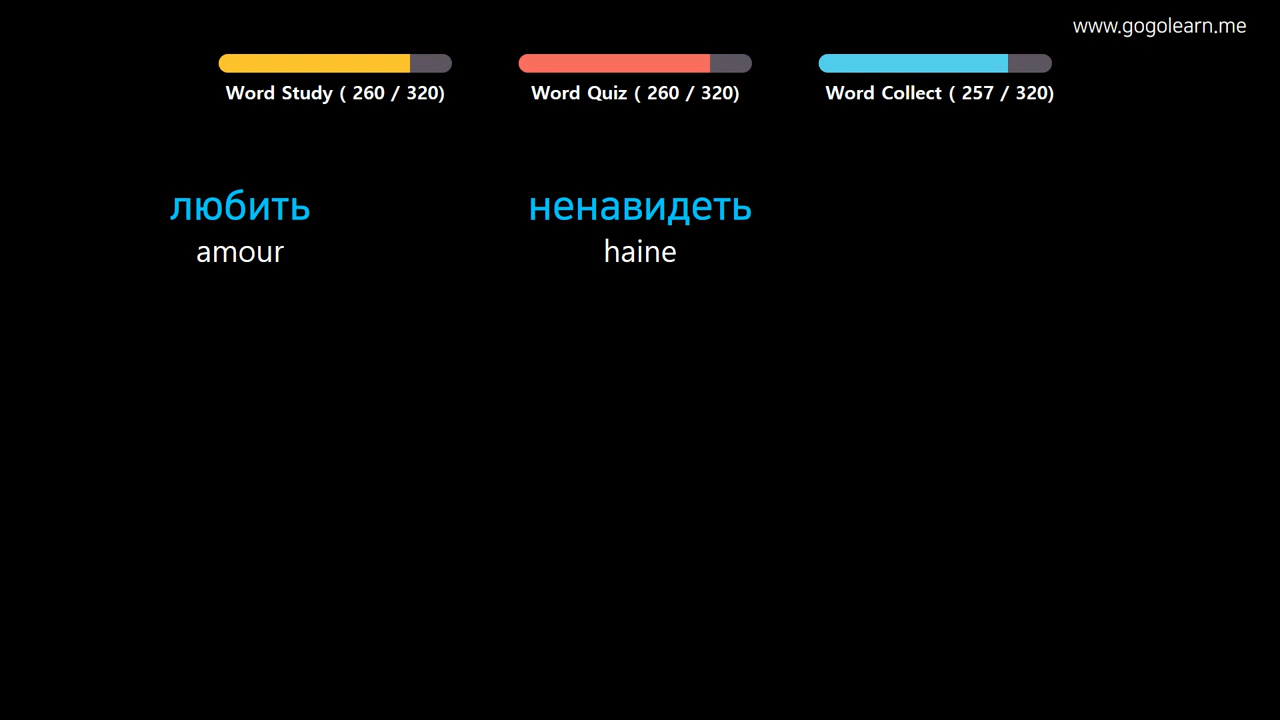 www.gogolearn.me
Word Study ( 260 / 320)
Word Quiz ( 260 / 320)
Word Collect ( 257 / 320)
любить
amour
ненавидеть
haine